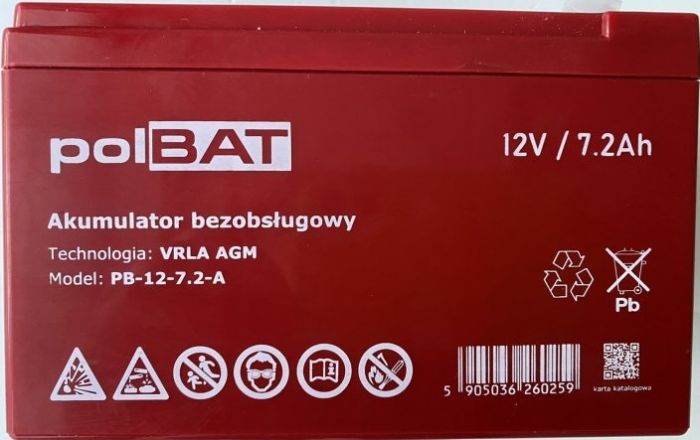 polBAT
12V / 7.2Ah
Akumulator bezobsługowy
Technologia: VRLA AGM
Model: PB-12-7.2-A
Pb
5 905036 260259
karta katalogowa